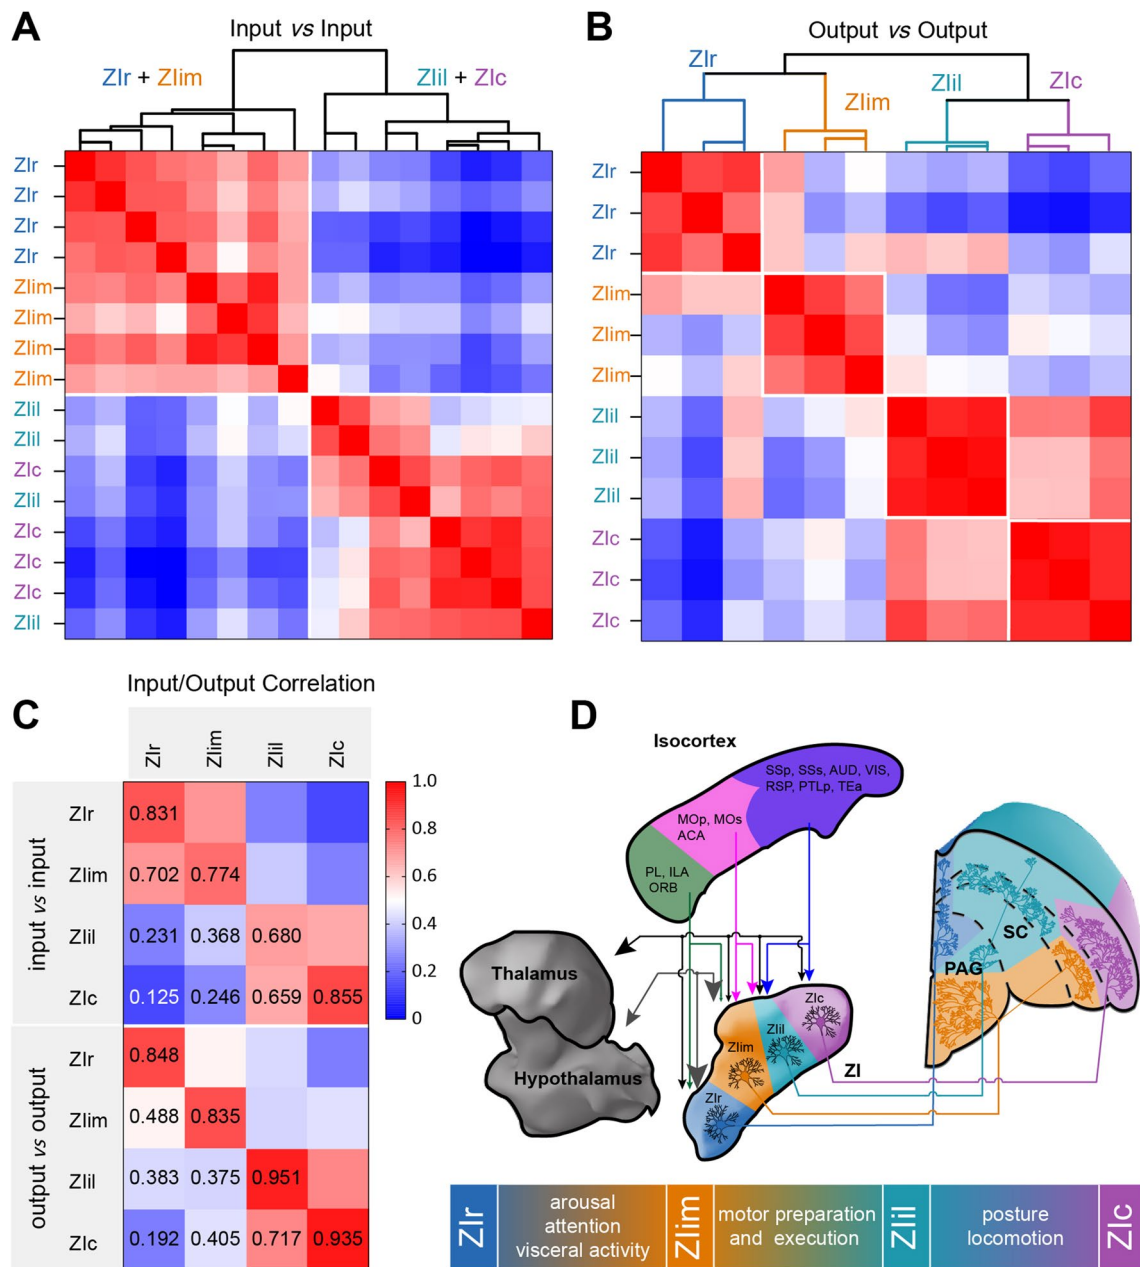 A
Input vs Input
ZIr + ZIim
ZIil + ZIc
ZIr
ZIr
ZIr
ZIr
ZIim
ZIim
ZIim
ZIim
ZIil
ZIil
ZIc
ZIil
ZIc
ZIc
ZIc
ZIil
B
Output vs Output
ZIr
ZIim
ZIil
ZIc
ZIr
ZIr
ZIr
ZIim
ZIim
ZIim
ZIil
ZIil
ZIil
ZIc
ZIc
ZIc
C
Input/Output Correlation
ZIr ZIim ZIil ZIc
input vs input
ZIr 0.831
ZIim 0.702 0.774
ZIil 0.231 0.368 0.680
ZIc 0.125 0.246 0.659 0.855
output vs output
ZIr 0.848
ZIim 0.488 0.835
ZIil 0.383 0.375 0.951
ZIc 0.192 0.405 0.717 0.935
1.0
0.8
0.6
0.4
0.2
0
D
Isocortex
SSp, SSs, AUD, VIS,
RSP, PTLp, TEa
MOp, MOs
ACA
PL, ILA
ORB
Thalamus
Hypothalamus
ZIc
ZIil
ZIim
ZIr
ZI
SC
PAG
ZIr
arousal
attention
visceral activity
ZIim
motor preparation
and execution
ZIil
posture
locomotion
ZIc